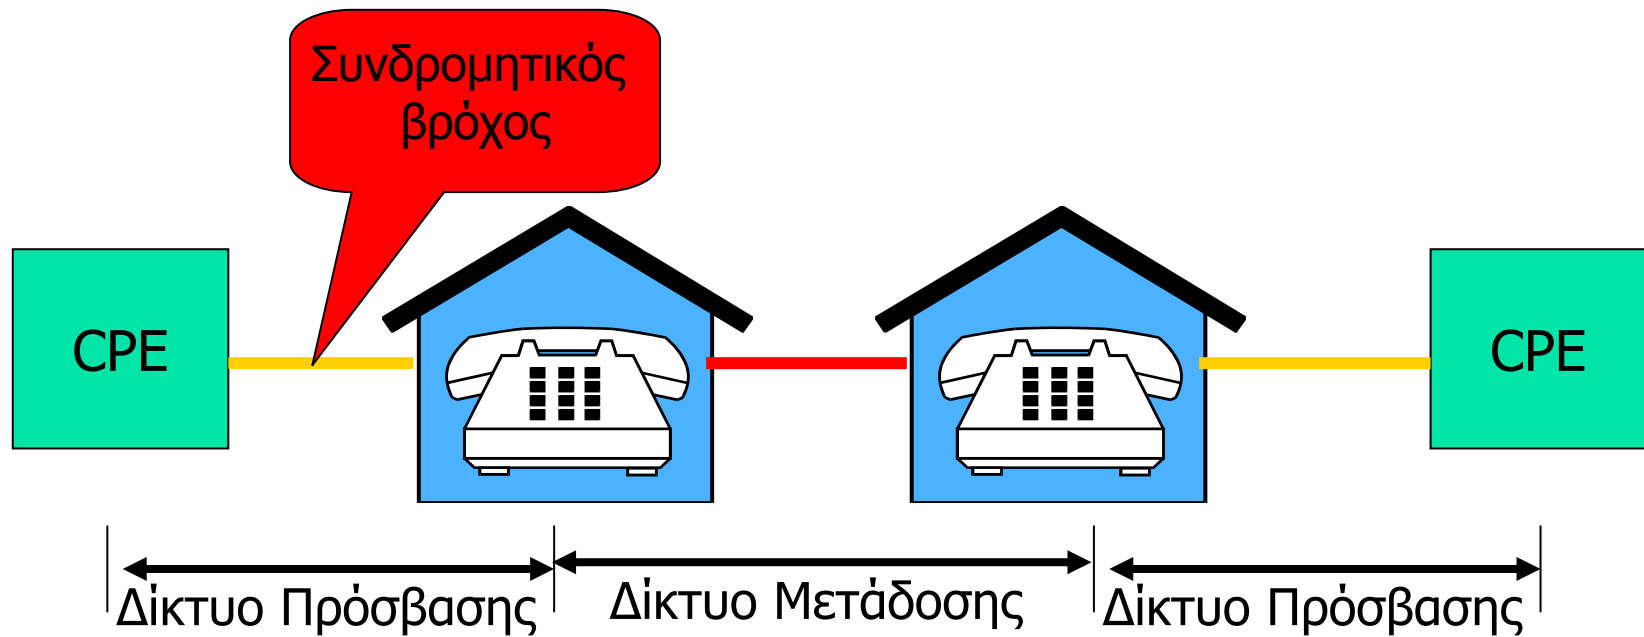 Συνδρομητικός
βρόχος
CPE
CPE
Δίκτυο Πρόσβασης
Δίκτυο Μετάδοσης
Δίκτυο Πρόσβασης